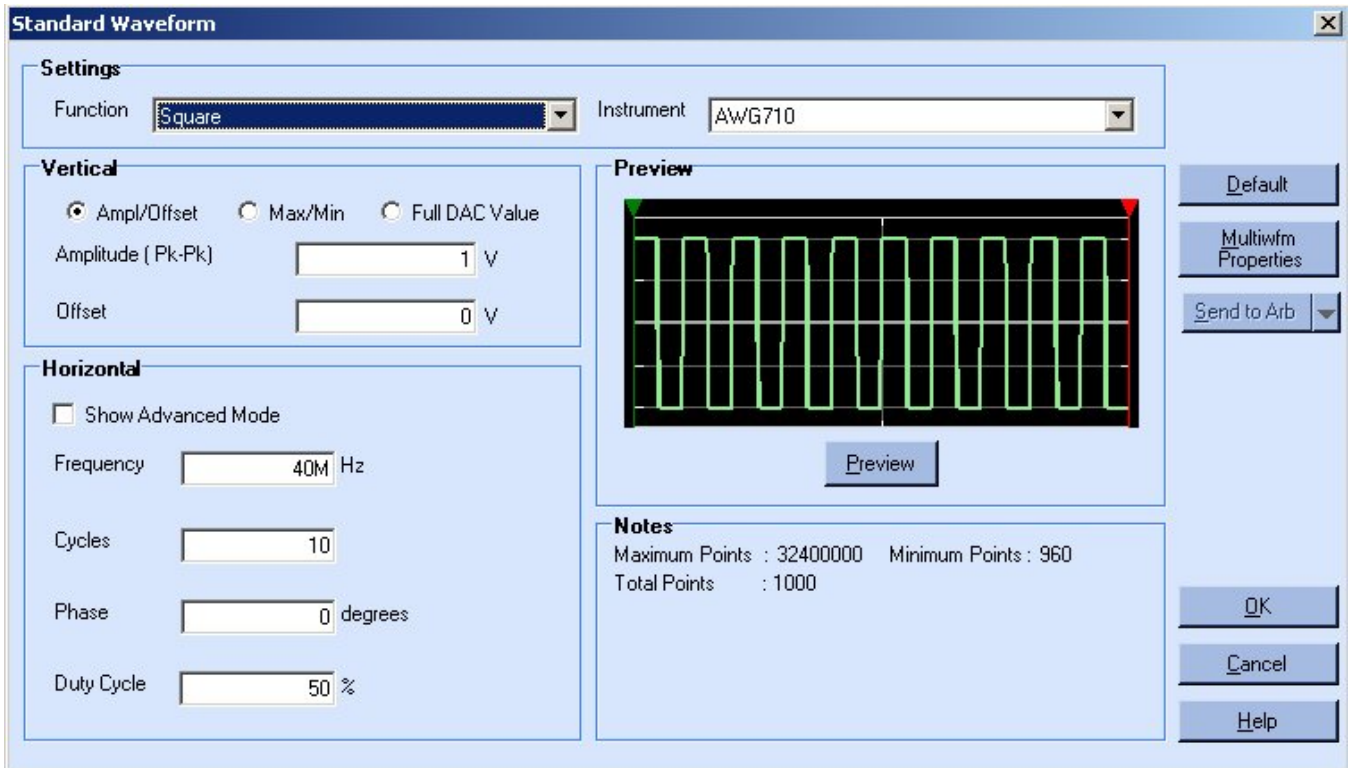 Standard Waveform
Settings
Function Square Instrument AWG710
Vertical
Ampl/Offset Max/Min Full DAC Value
Amplitude ( Pk-Pk) 1 V
Offset 0 V
Horizontal
Show Advanced Mode
Frequency 40M Hz
Cycles 10
Phase 0 degrees
Duty Cycle 50 %
Preview
Preview
Notes
Maximum Points : 32400000 Minimum Points : 960
Total Points : 1000
Default
Multiwfm
Properties
Send to Arb
OK
Cancel
Help